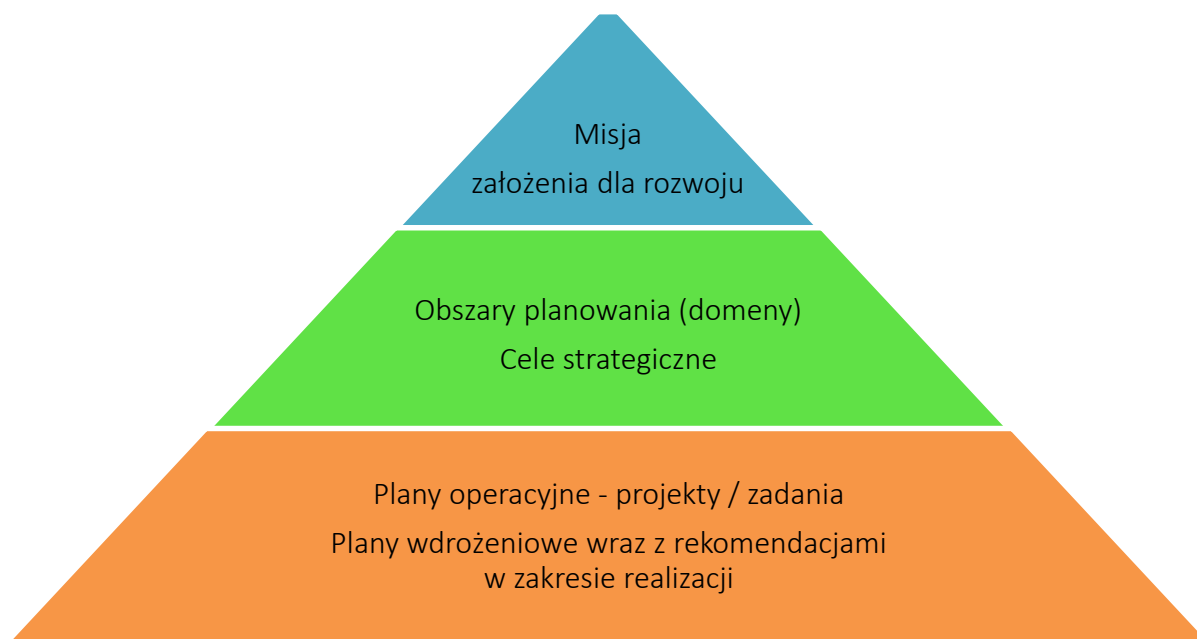 Misja
założenia dla rozwoju
Obszary planowania (domeny)
Cele strategiczne
Plany operacyjne - projekty / zadania
Plany wdrożeniowe wraz z rekomendacjami
w zakresie realizacji